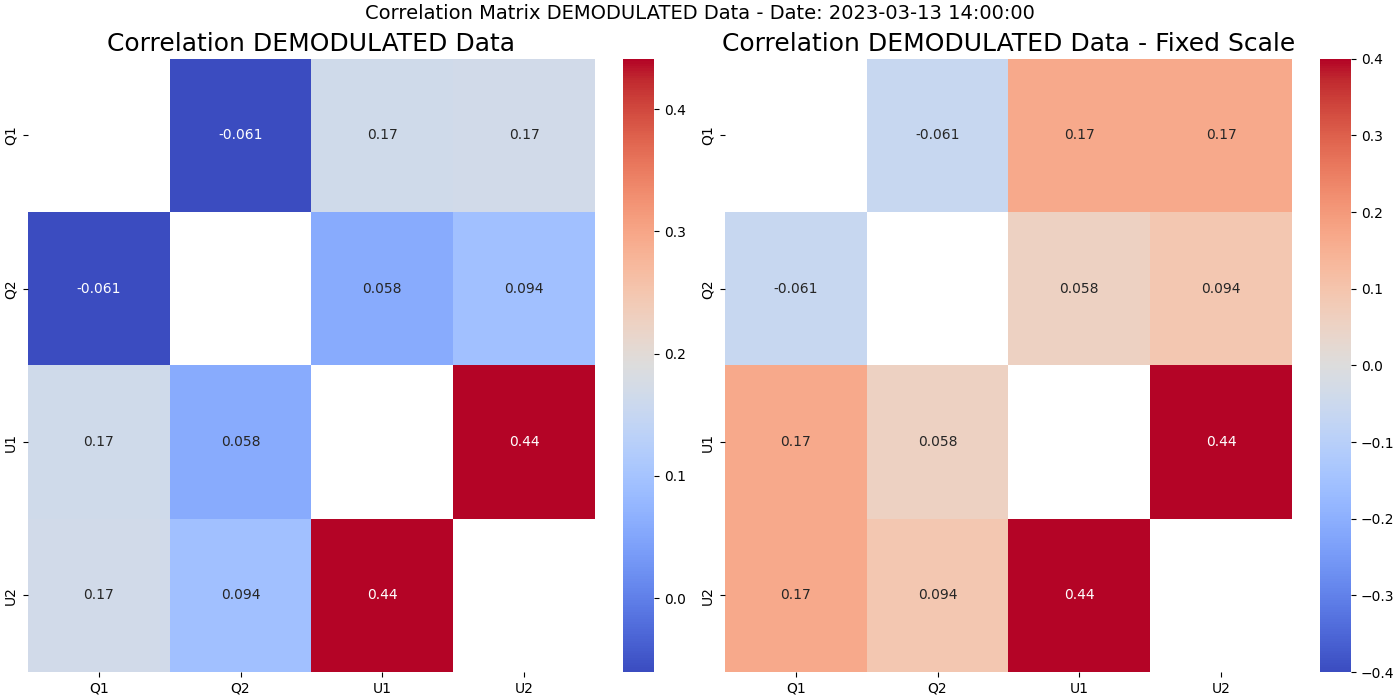 Correlation Matrix DEMODULATED Data - Date: 2023-03-13 14:00:00
Correlation DEMODULATED Data
Q1
-0.061
0.17
0.17
Q2
-0.061
0.058
0.094
U1
0.17
0.058
0.44
U2
0.17
0.094
0.44
Q1
Q2
U1
U2
0.4
0.3
0.2
0.1
0.0
Correlation DEMODULATED Data - Fixed Scale
Q1
-0.061
0.17
0.17
Q2
-0.061
0.058
0.094
U1
0.17
0.058
0.44
U2
0.17
0.094
0.44
Q1
Q2
U1
U2
0.4
0.3
0.2
0.1
0.0
−0.1
−0.2
−0.3
−0.4